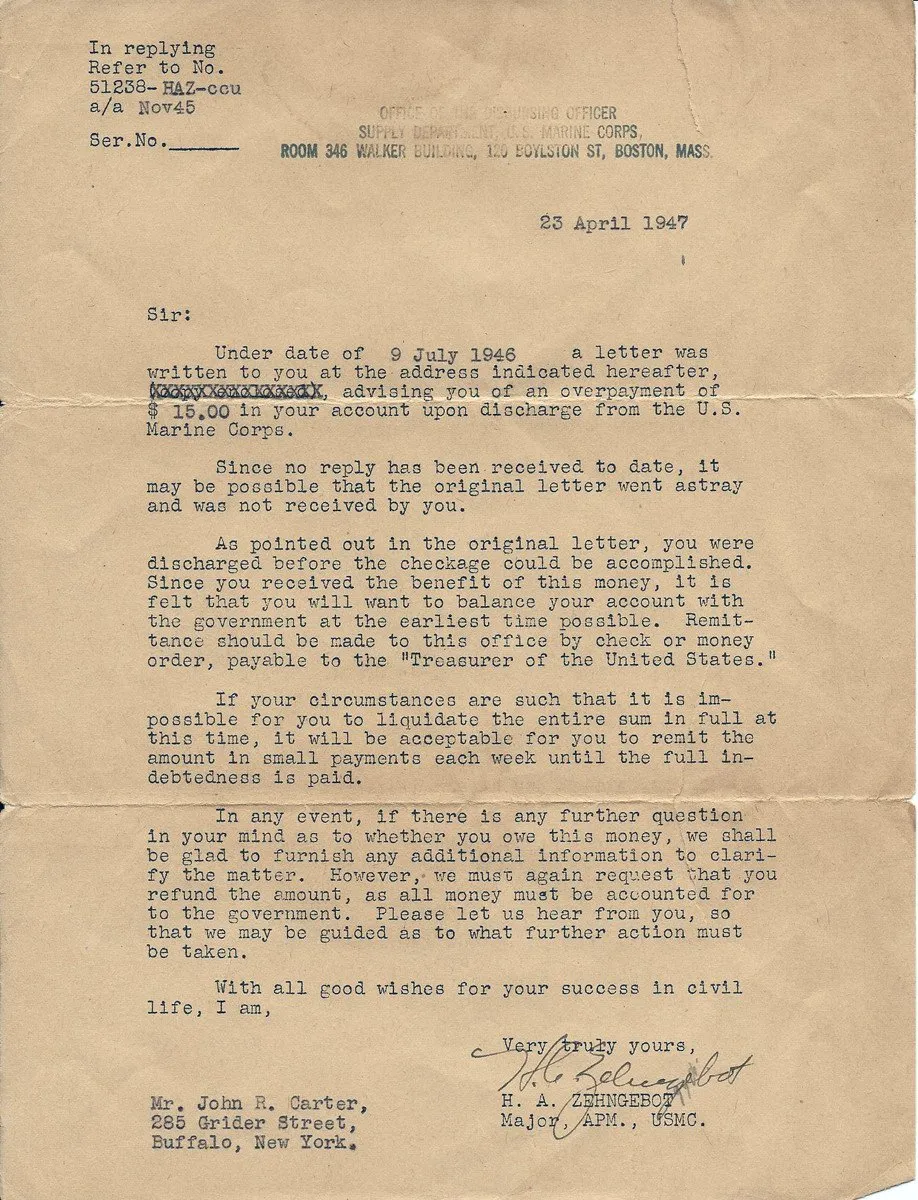 In replying
Refer to No.
51238-HAZ-ccu
a/a Nov45
Ser.No.______
OFFICE OF THE DISBURSING OFFICER
SUPPLY DEPARTMENT, U.S. MARINE CORPS,
ROOM 346 WALKER BUILDING, 120 BOYLSTON ST, BOSTON, MASS.
23 April 1947
Sir:
Under date of 9 July 1946 a letter was
written to you at the address indicated hereafter,
, advising you of an overpayment of
$ 15.00 in your account upon discharge from the U.S.
Marine Corps.
Since no reply has been received to date, it
may be possible that the original letter went astray
and was not received by you.
As pointed out in the original letter, you were
discharged before the checkage could be accomplished.
Since you received the benefit of this money, it is
felt that you will want to balance your account with
the government at the earliest time possible. Remit-
tance should be made to this office by check or money
order, payable to the "Treasurer of the United States."
If your circumstances are such that it is im-
possible for you to liquidate the entire sum in full at
this time, it will be acceptable for you to remit the
amount in small payments each week until the full in-
debtedness is paid.
In any event, if there is any further question
in your mind as to whether you owe this money, we shall
be glad to furnish any additional information to clari-
fy the matter. However, we must again request that you
refund the amount, as all money must be accounted for
to the government. Please let us hear from you, so
that we may be guided as to what further action must
be taken.
With all good wishes for your success in civil
life, I am,
Very truly yours,
H. A. Zehngebot
H. A. ZEHNGEBOT
Major, APM., USMC.
Mr. John R. Carter,
285 Grider Street,
Buffalo, New York.